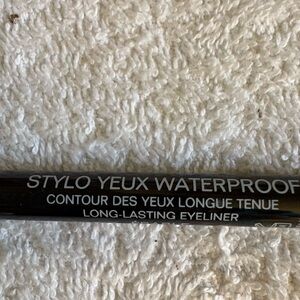 STYLO YEUX WATERPROOF
CONTOUR DES YEUX LONGUE TENUE
LONG-LASTING EYELINER